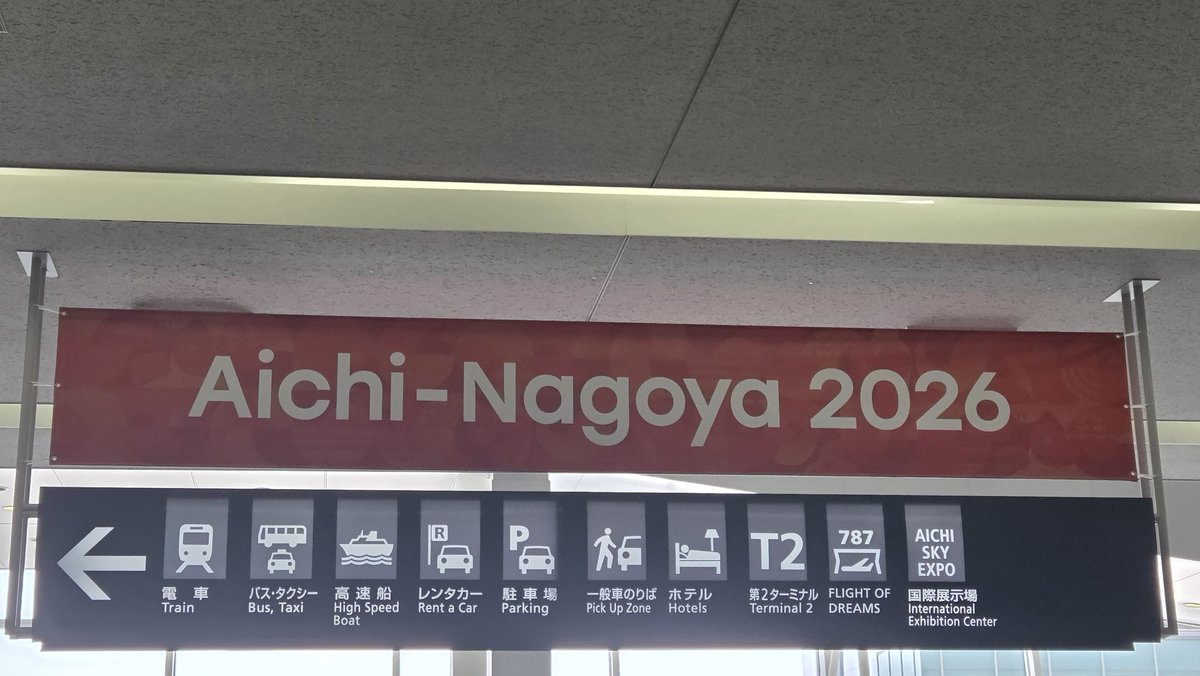 Aichi-Nagoya 2026
電車
Train
バス・タクシー
Bus, Taxi
高速船
High Speed
Boat
R
レンタカー
Rent a Car
P
駐車場
Parking
一般車のりば
Pick Up Zone
ホテル
Hotels
T2
第2ターミナル
Terminal 2
787
FLIGHT OF
DREAMS
AICHI
SKY
EXPO
国際展示場
International
Exhibition Center